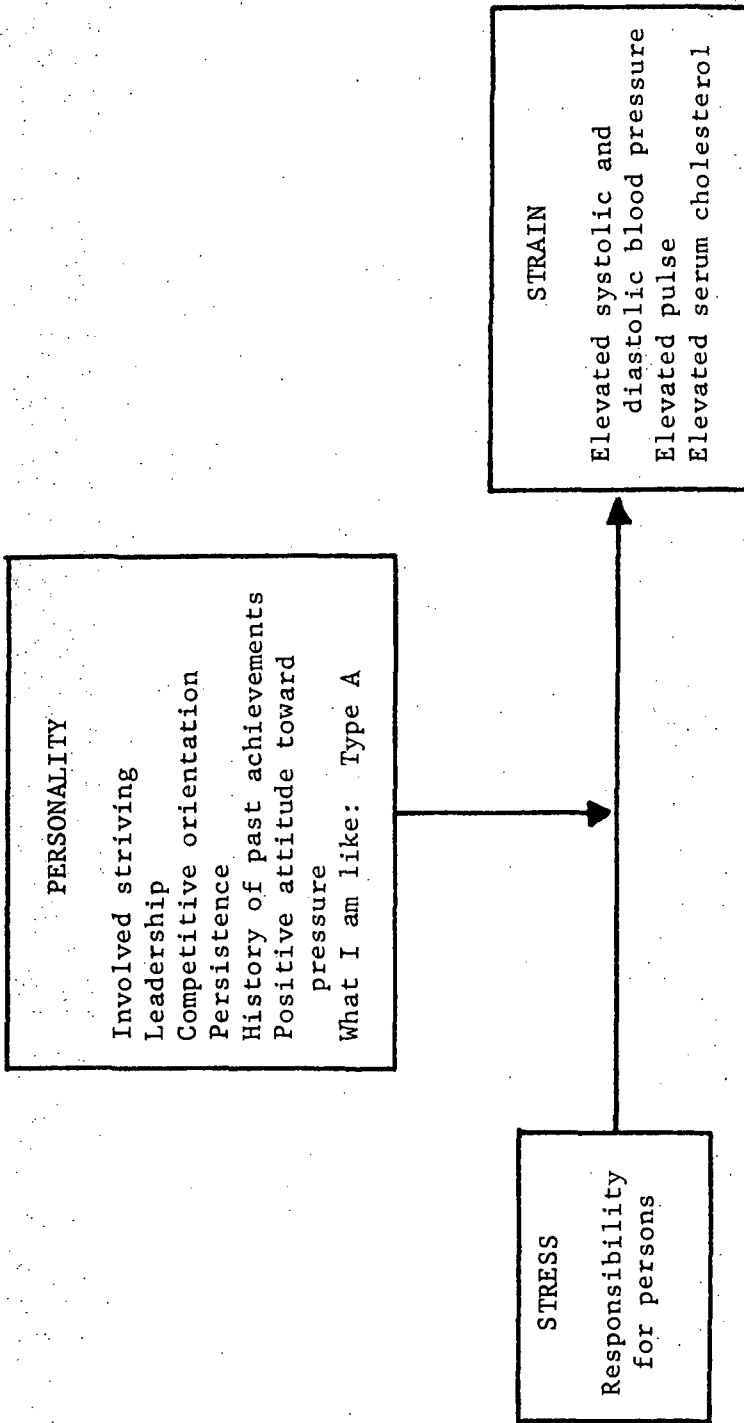 PERSONALITY
Involved striving
Leadership
Competitive orientation
Persistence
History of past achievements
Positive attitude toward
pressure
What I am like: Type A
STRESS
Responsibility
for persons
STRAIN
Elevated systolic and
diastolic blood pressure
Elevated pulse
Elevated serum cholesterol